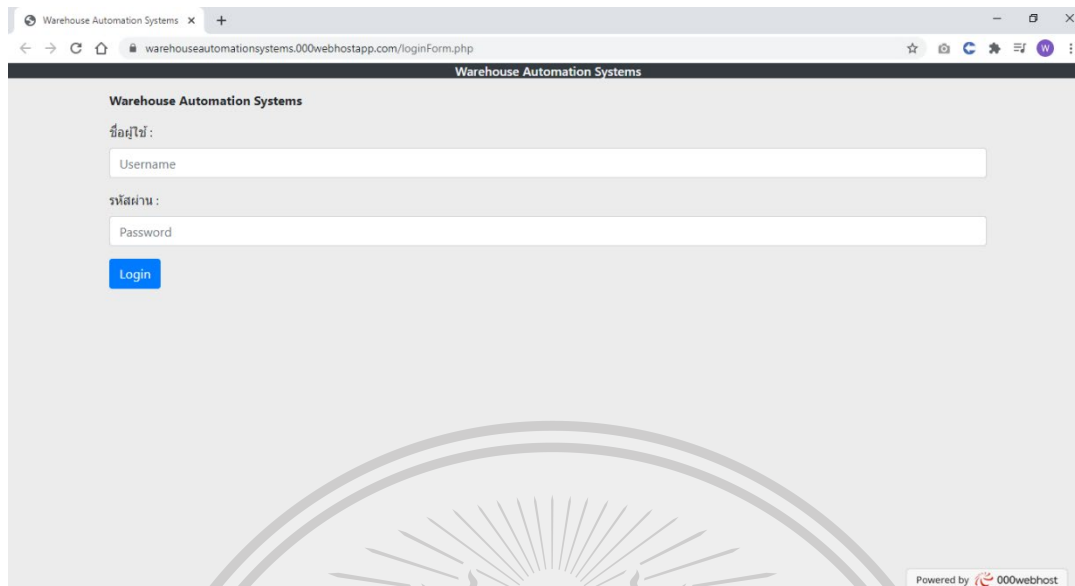 Warehouse Automation Systems
warehouseautomationsystems.000webhostapp.com/loginForm.php
W
Warehouse Automation Systems
Warehouse Automation Systems
ชื่อผู้ใช้ :
Username
รหัสผ่าน :
Password
Login
Powered by 000webhost